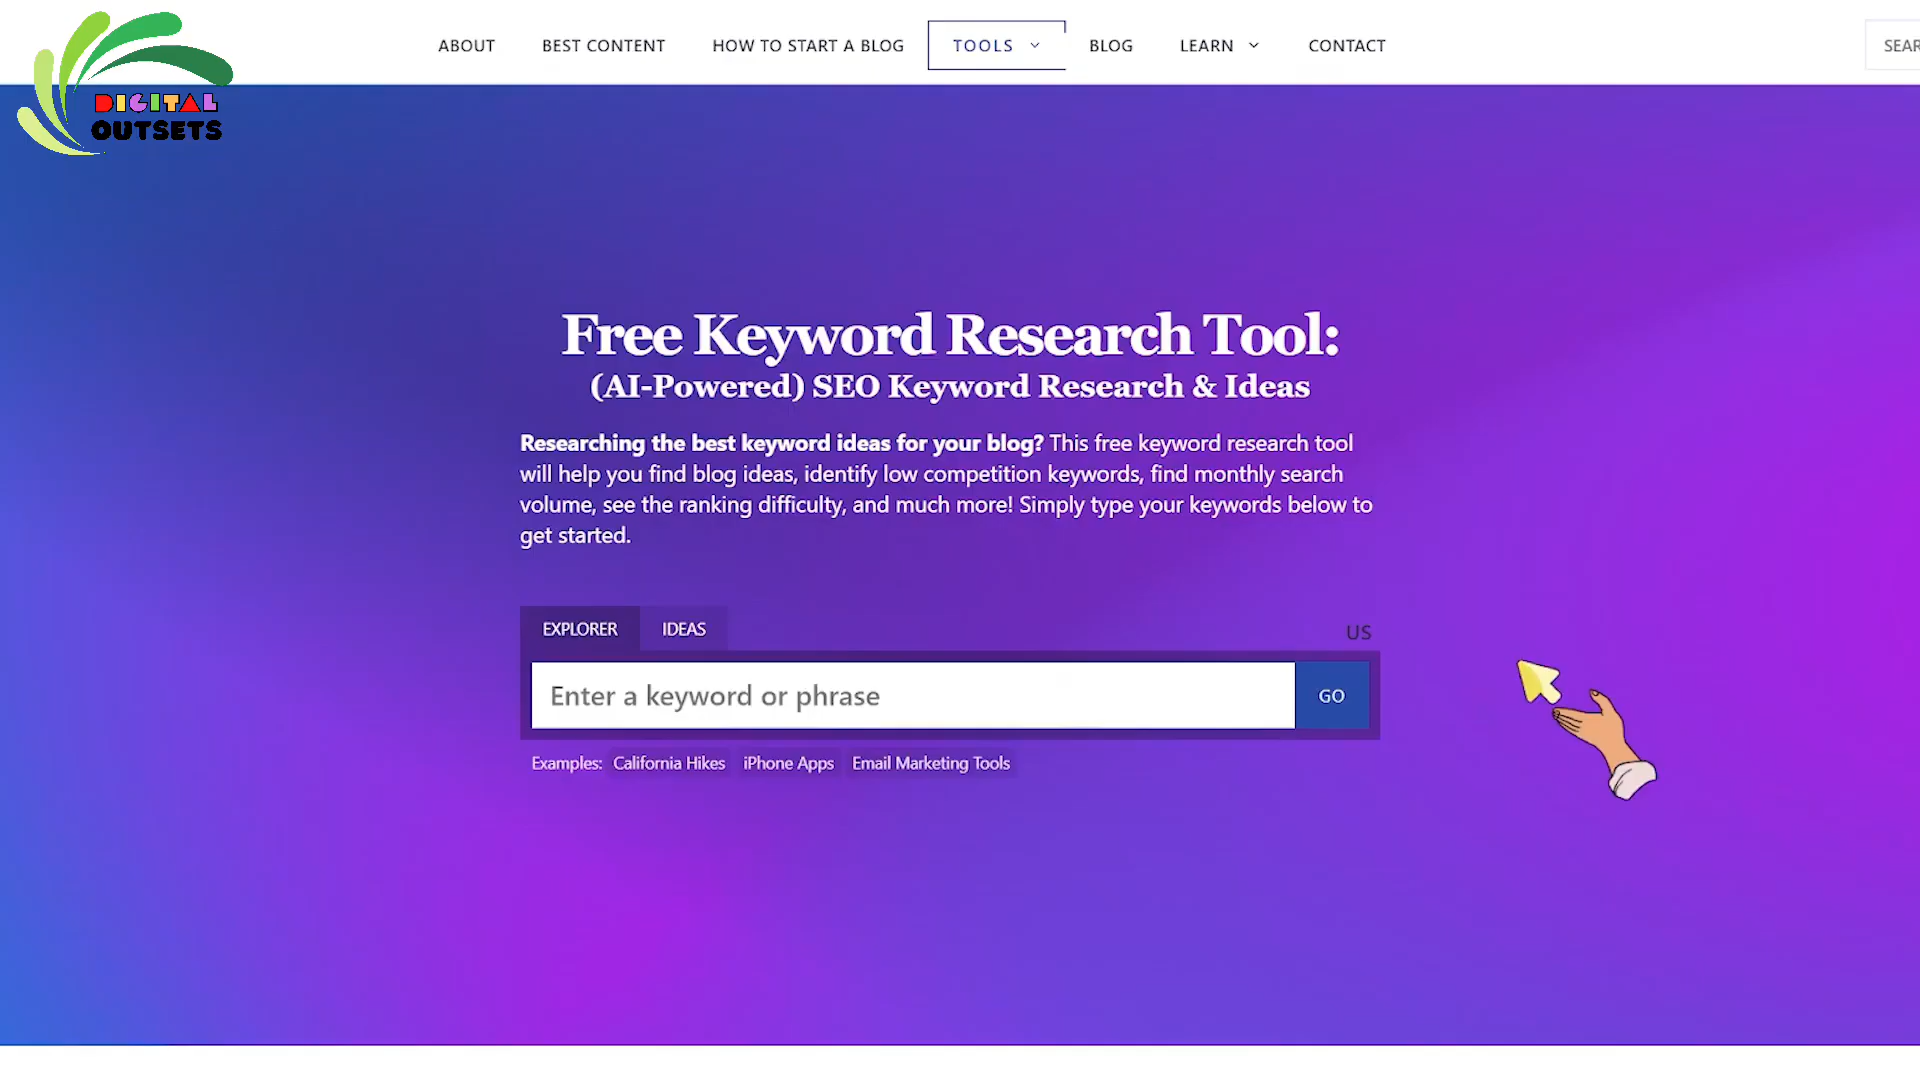 ABOUT
BEST CONTENT
HOW TO START A BLOG
TOOLS
BLOG
LEARN
CONTACT
SEAR
DIGITAL
OUTSETS
Free Keyword Research Tool:
(AI-Powered) SEO Keyword Research & Ideas
Researching the best keyword ideas for your blog? This free keyword research tool
will help you find blog ideas, identify low competition keywords, find monthly search
volume, see the ranking difficulty, and much more! Simply type your keywords below to
get started.
EXPLORER
IDEAS
US
Enter a keyword or phrase
GO
Examples: California Hikes iPhone Apps Email Marketing Tools